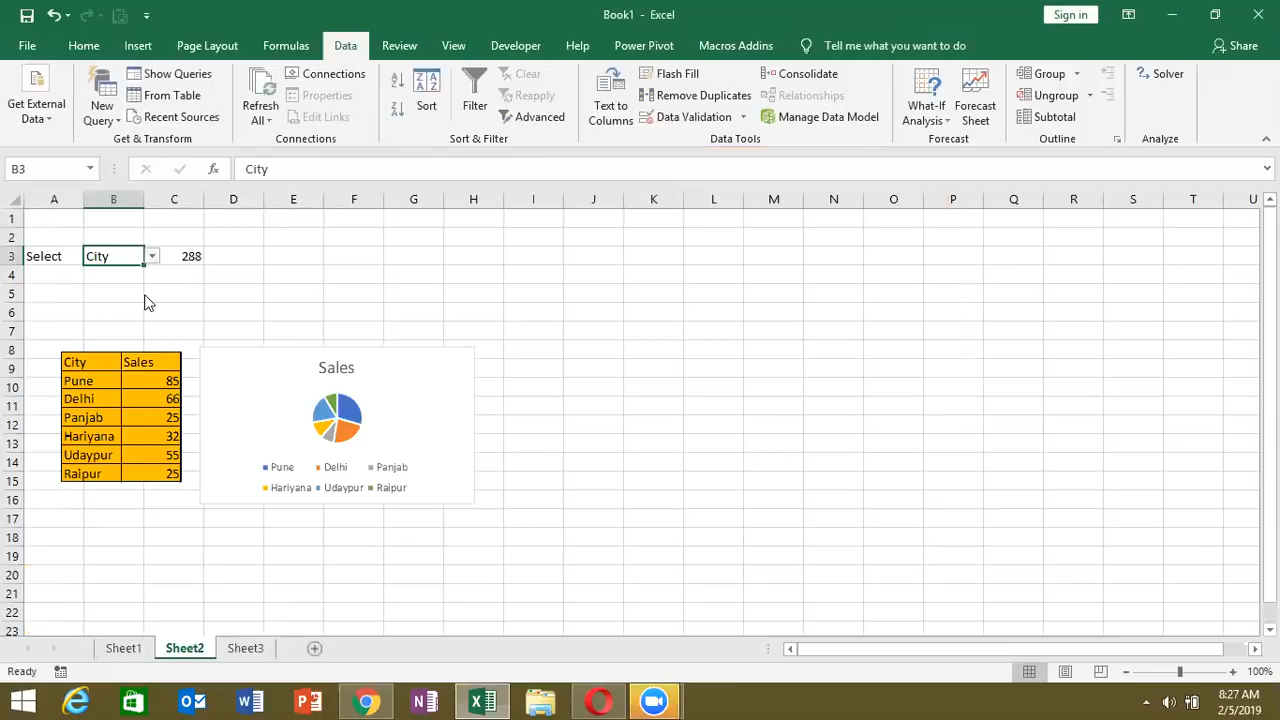 Book1 - Excel
Sign in
File Home Insert Page Layout Formulas Data Review View Developer Help Power Pivot Macros Addins Tell me what you want to do Share
Get External Data
New Query
Show Queries
From Table
Recent Sources
Get & Transform
Refresh All
Connections
Properties
Edit Links
Connections
Sort
Filter
Clear
Reapply
Advanced
Sort & Filter
Text to Columns
Flash Fill
Remove Duplicates
Data Validation
Consolidate
Relationships
Manage Data Model
Data Tools
What-If Analysis
Forecast Sheet
Forecast
Group
Ungroup
Subtotal
Outline
Solver
Analyze
B3 fx City
A B C D E F G H I J K L M N O P Q R S T U
1
2
3 Select City 288
4
5
6
7
8
9
10
11
12
13
14
15
16
17
18
19
20
21
22
23
City Sales
Pune 85
Delhi 66
Panjab 25
Hariyana 32
Udaypur 55
Raipur 25
Sales
Pune Delhi Panjab
Hariyana Udaypur Raipur
Sheet1 Sheet2 Sheet3
Ready 100%
8:27 AM
2/5/2019